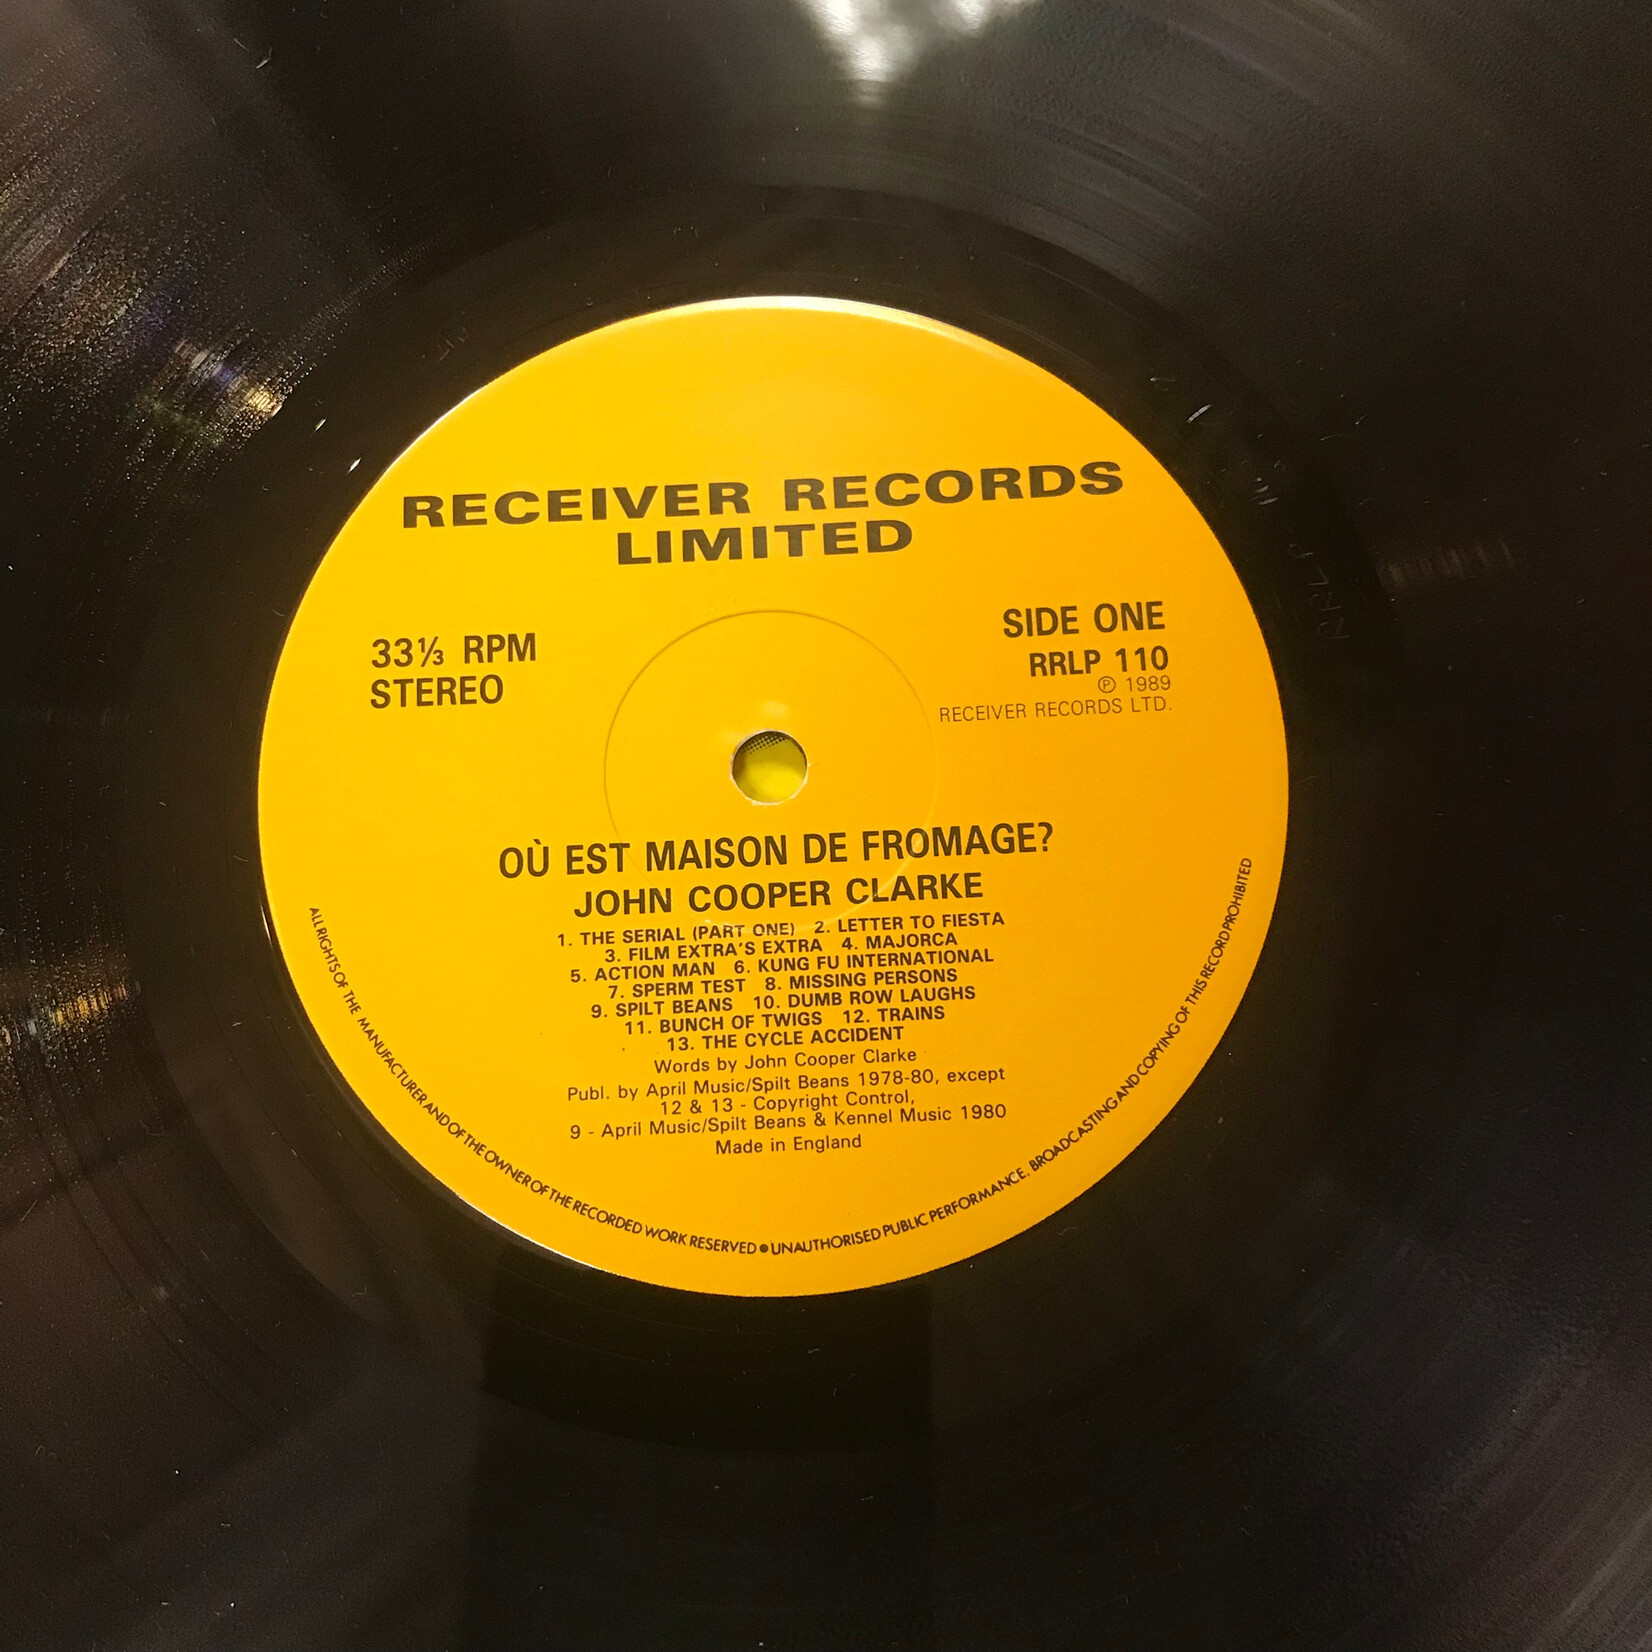 RECEIVER RECORDS
LIMITED
33⅓ RPM
STEREO
SIDE ONE
RRLP 110
℗ 1989
RECEIVER RECORDS LTD.
OÙ EST MAISON DE FROMAGE?
JOHN COOPER CLARKE
1. THE SERIAL (PART ONE) 2. LETTER TO FIESTA
3. FILM EXTRA'S EXTRA 4. MAJORCA
5. ACTION MAN 6. KUNG FU INTERNATIONAL
7. SPERM TEST 8. MISSING PERSONS
9. SPILT BEANS 10. DUMB ROW LAUGHS
11. BUNCH OF TWIGS 12. TRAINS
13. THE CYCLE ACCIDENT
Words by John Cooper Clarke
Publ. by April Music/Spilt Beans 1978-80, except
12 & 13 - Copyright Control,
9 - April Music/Spilt Beans & Kennel Music 1980
Made in England
ALL RIGHTS OF THE MANUFACTURER AND OF THE OWNER OF THE RECORDED WORK RESERVED ● UNAUTHORISED PUBLIC PERFORMANCE, BROADCASTING AND COPYING OF THIS RECORD PROHIBITED